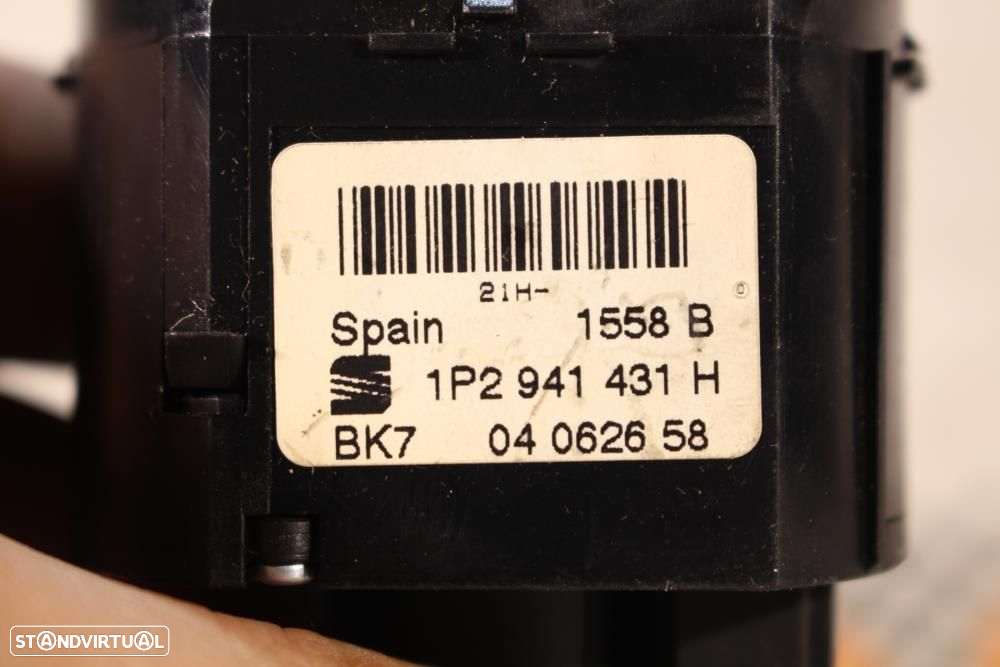 21H-
Spain 1558 B
1P2 941 431 H
BK7 04 0626 58
STANDVIRTUAL